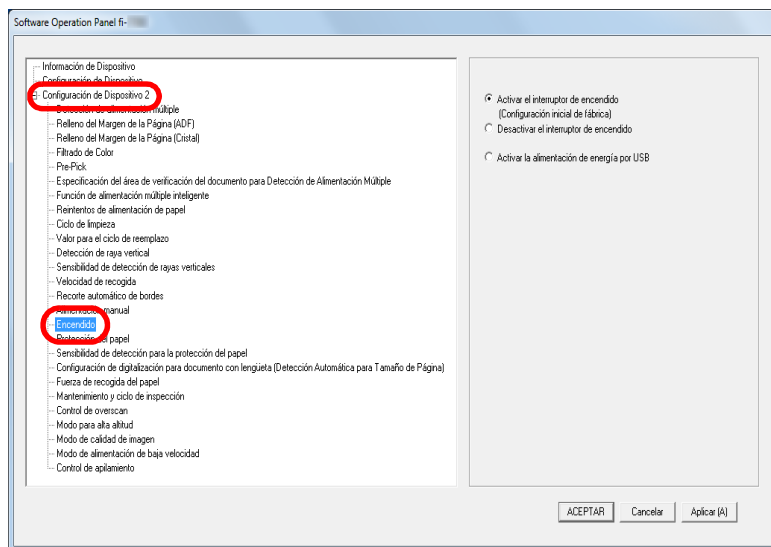 Software Operation Panel fi-
Información de Dispositivo
Configuración de Dispositivo
Configuración de Dispositivo 2
Detección de alimentación múltiple
Relleno del Margen de la Página (ADF)
Relleno del Margen de la Página (Cristal)
Filtrado de Color
Pre-Pick
Especificación del área de verificación del documento para Detección de Alimentación Múltiple
Función de alimentación múltiple inteligente
Reintentos de alimentación de papel
Ciclo de limpieza
Valor para el ciclo de reemplazo
Detección de raya vertical
Sensibilidad de detección de rayas verticales
Velocidad de recogida
Recorte automático de bordes
Alimentación manual
Encendido
Protección del papel
Sensibilidad de detección para la protección del papel
Configuración de digitalización para documento con lengüeta (Detección Automática para Tamaño de Página)
Fuerza de recogida del papel
Mantenimiento y ciclo de inspección
Control de overscan
Modo para alta altitud
Modo de calidad de imagen
Modo de alimentación de baja velocidad
Control de apilamiento
Activar el interruptor de encendido
(Configuración inicial de fábrica)
Desactivar el interruptor de encendido
Activar la alimentación de energía por USB
ACEPTAR
Cancelar
Aplicar (A)